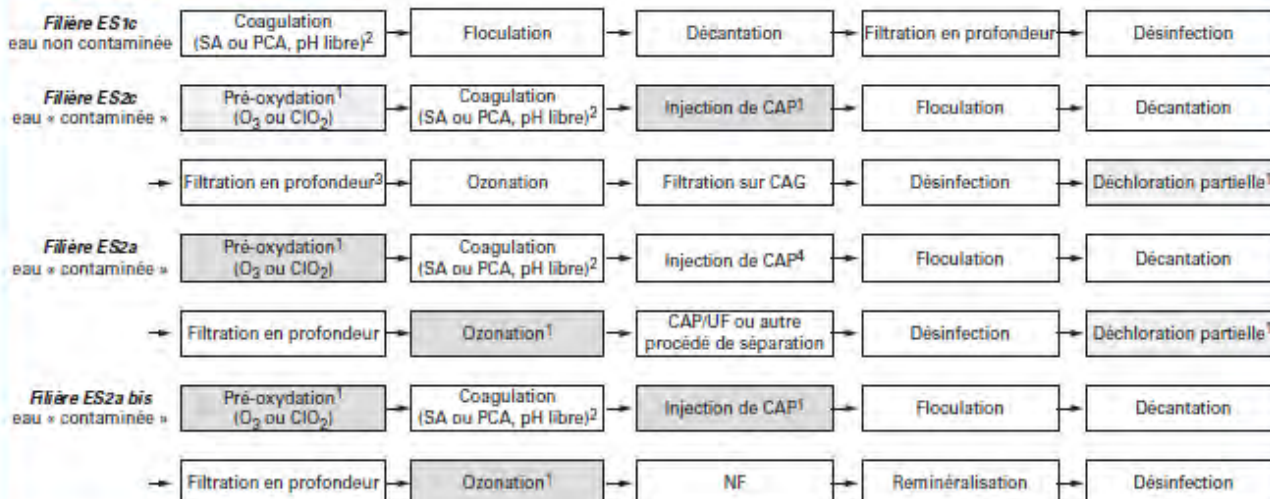 Filière ES1c
eau non contaminée
Coagulation
(SA ou PCA, pH libre)²
Floculation
Décantation
Filtration en profondeur
Désinfection
Filière ES2c
eau « contaminée »
Pré-oxydation¹
(O₃ ou ClO₂)
Coagulation
(SA ou PCA, pH libre)²
Injection de CAP¹
Floculation
Décantation
Filtration en profondeur³
Ozonation
Filtration sur CAG
Désinfection
Déchloration partielle¹
Filière ES2a
eau « contaminée »
Pré-oxydation¹
(O₃ ou ClO₂)
Coagulation
(SA ou PCA, pH libre)²
Injection de CAP⁴
Floculation
Décantation
Filtration en profondeur
Ozonation¹
CAP/UF ou autre
procédé de séparation
Désinfection
Déchloration partielle¹
Filière ES2a bis
eau « contaminée »
Pré-oxydation¹
(O₃ ou ClO₂)
Coagulation
(SA ou PCA, pH libre)²
Injection de CAP¹
Floculation
Décantation
Filtration en profondeur
Ozonation¹
NF
Reminéralisation
Désinfection